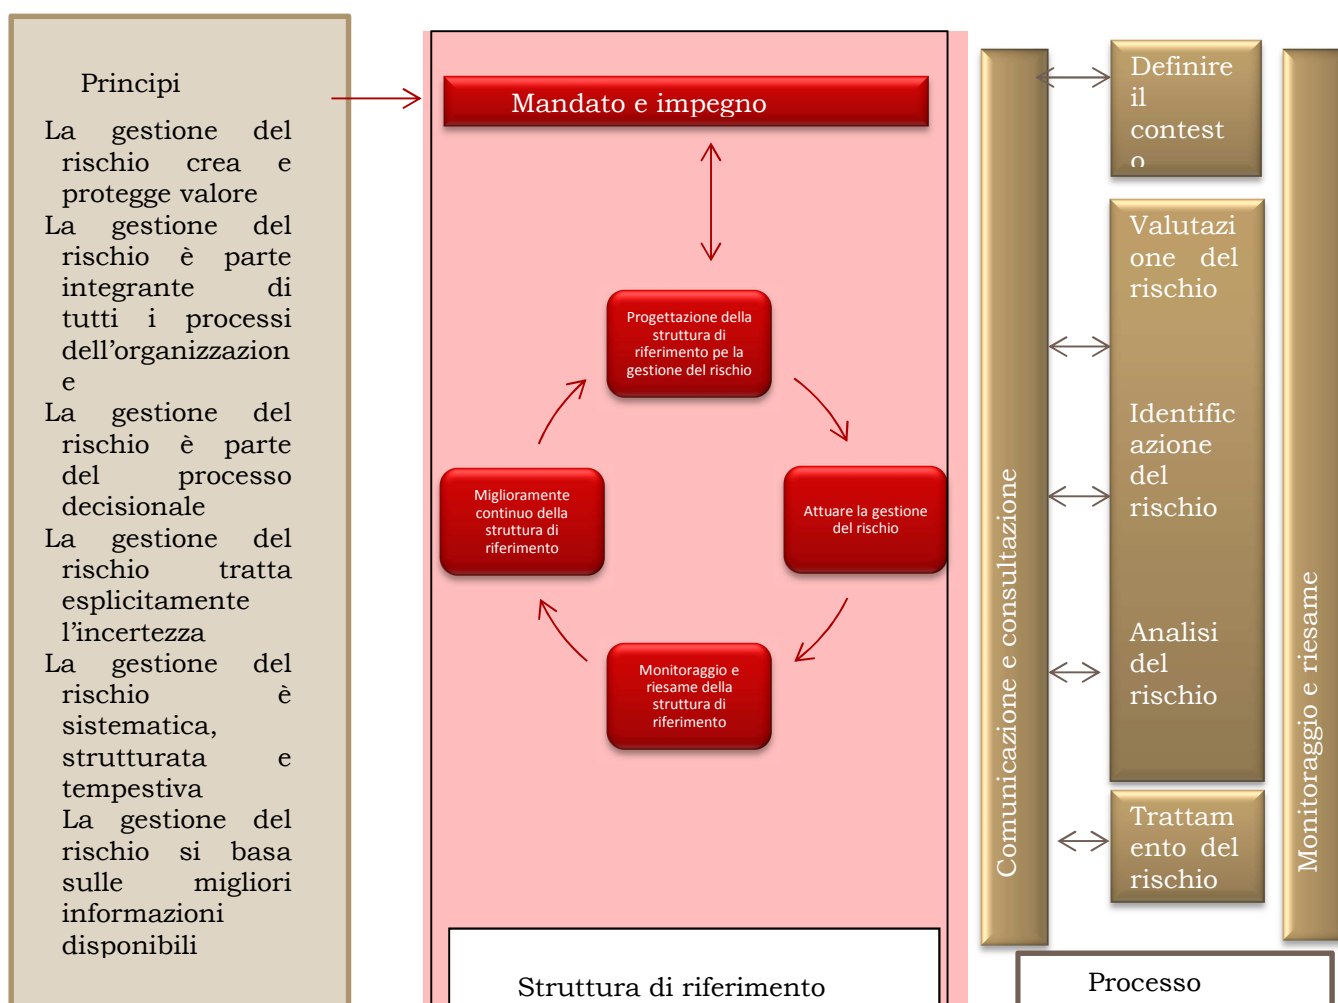 Principi
La gestione del
rischio crea e
protegge valore
La gestione del
rischio è parte
integrante di
tutti i processi
dell’organizzazion
e
La gestione del
rischio è parte
del processo
decisionale
La gestione del
rischio tratta
esplicitamente
l’incertezza
La gestione del
rischio è
sistematica,
strutturata e
tempestiva
La gestione del
rischio si basa
sulle migliori
informazioni
disponibili
Mandato e impegno
Progettazione della
struttura di
riferimento pe la
gestione del rischio
Attuare la gestione
del rischio
Monitoraggio e
riesame della
struttura di
riferimento
Miglioramente
continuo della
struttura di
riferimento
Struttura di riferimento
Comunicazione e consultazione
Definire
il
contest
o
Valutazi
one del
rischio
Identific
azione
del
rischio
Analisi
del
rischio
Trattam
ento del
rischio
Monitoraggio e riesame
Processo